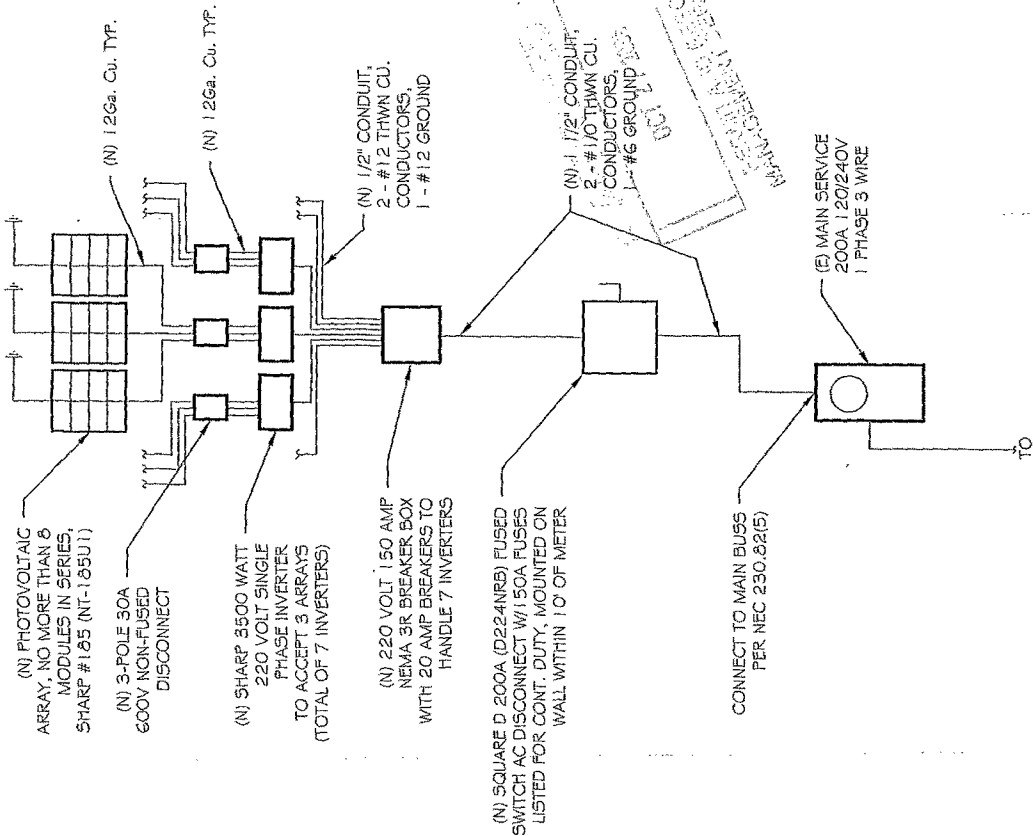 (N) PHOTOVOLTAIC
ARRAY, NO MORE THAN 8
MODULES IN SERIES,
SHARP #185 (NT-185U1)
(N) 12Ga. Cu. TYP.
(N) 3-POLE 30A
600V NON-FUSED
DISCONNECT
(N) 12Ga. Cu. TYP.
(N) SHARP 3500 WATT
220 VOLT SINGLE
PHASE INVERTER
TO ACCEPT 3 ARRAYS
(TOTAL OF 7 INVERTERS)
(N) 1/2" CONDUIT,
2 - #12 THWN CU.
CONDUCTORS,
1 - #12 GROUND
(N) 220 VOLT 150 AMP
NEMA 3R BREAKER BOX
WITH 20 AMP BREAKERS TO
HANDLE 7 INVERTERS
(N) 1 1/2" CONDUIT,
2 - #1/0 THWN CU.
CONDUCTORS,
1 - #6 GROUND
(N) SQUARE D 200A (D224NRB) FUSED
SWITCH AC DISCONNECT W/150A FUSES
LISTED FOR CONT. DUTY, MOUNTED ON
WALL WITHIN 10' OF METER
OCT 21
PERMIT
MANAGEMENT
CONNECT TO MAIN BUSS
PER NEC 230.82(5)
(E) MAIN SERVICE
200A 120/240V
1 PHASE 3 WIRE
TO